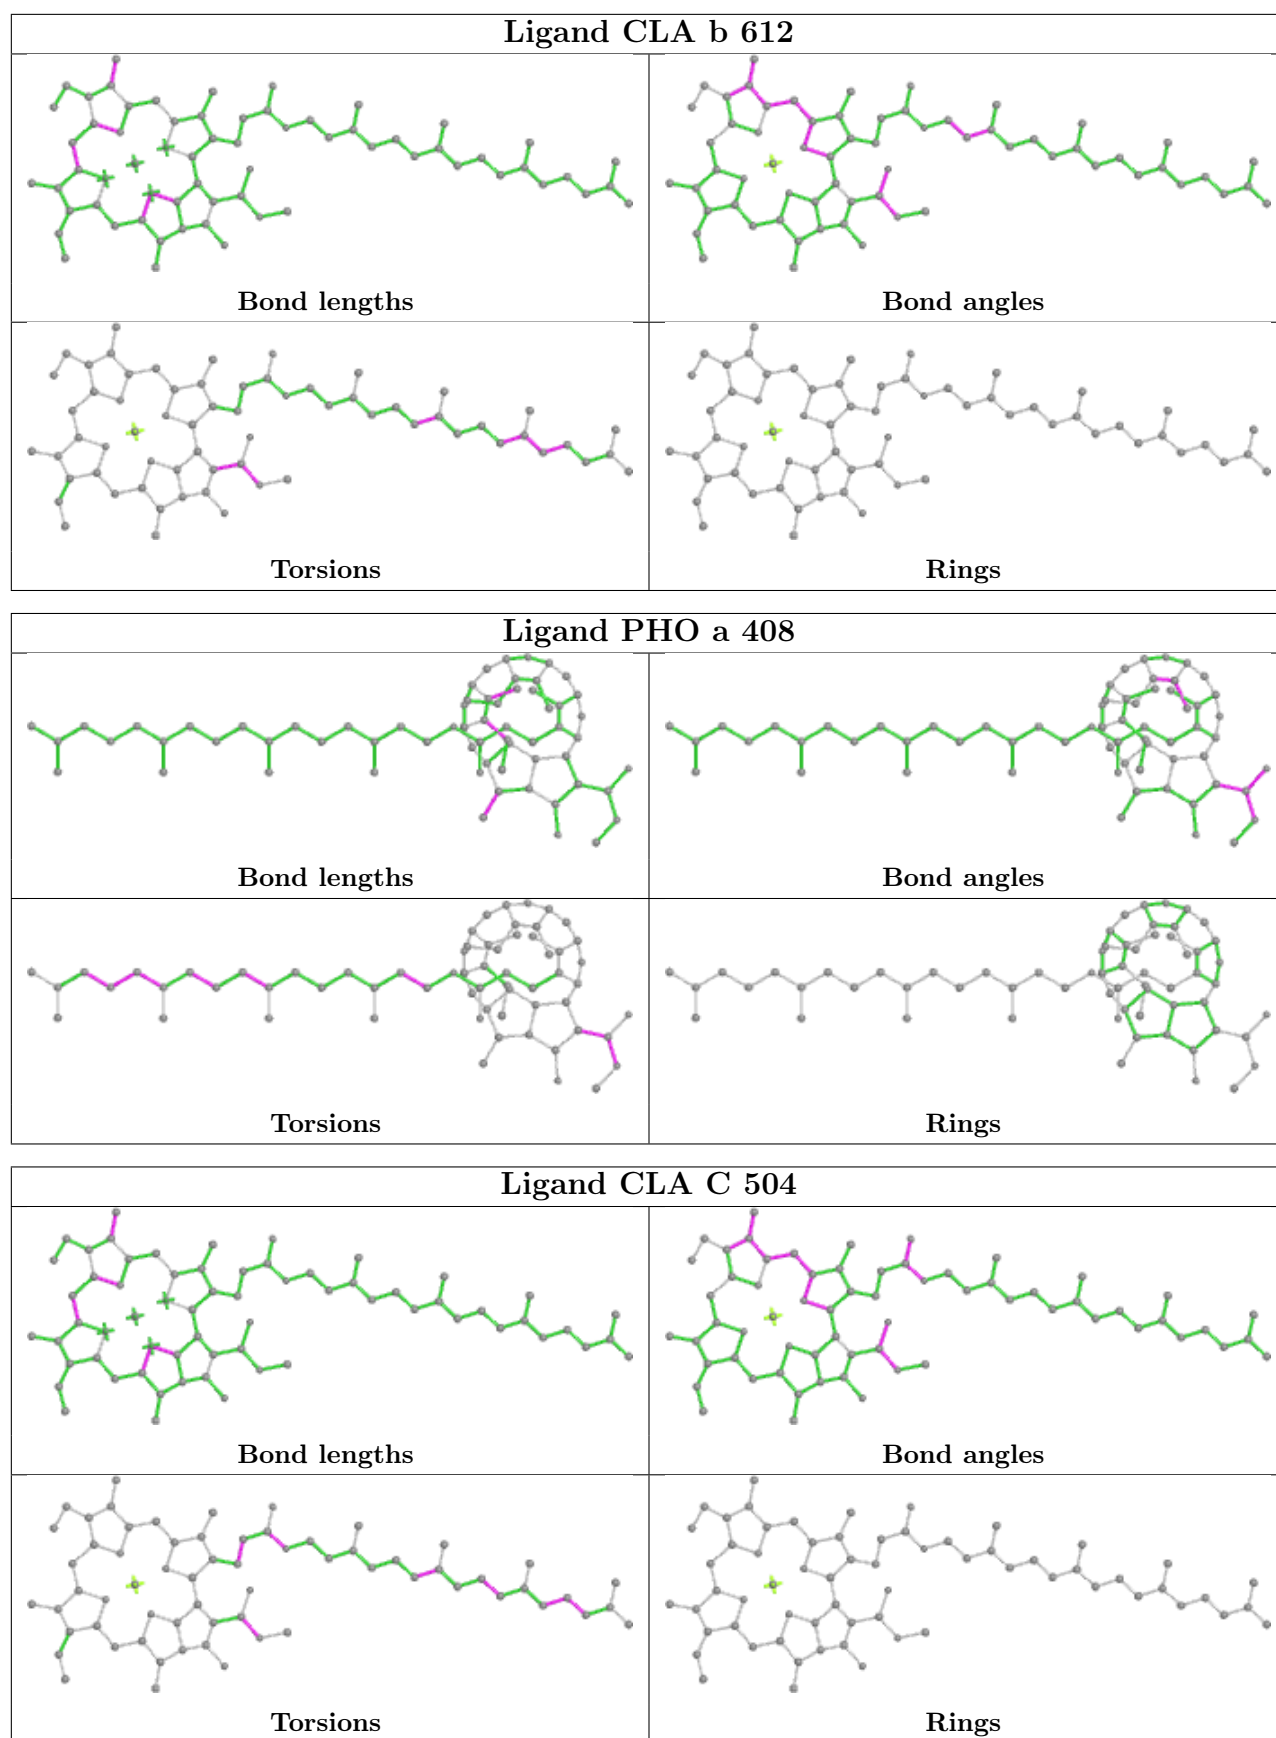 Ligand CLA b 612
Bond lengths
Bond angles
Torsions
Rings
Ligand PHO a 408
Bond lengths
Bond angles
Torsions
Rings
Ligand CLA C 504
Bond lengths
Bond angles
Torsions
Rings